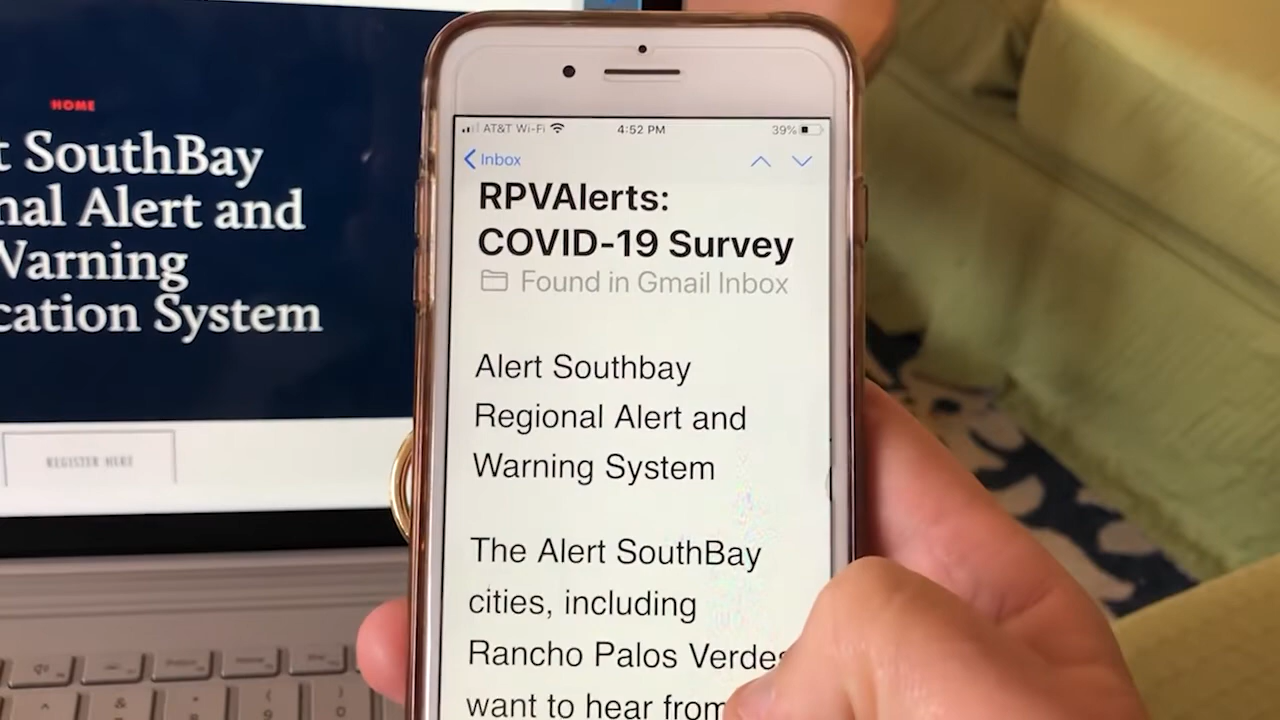 HOME
t SouthBay
nal Alert and
Warning
cation System
REGISTER HERE
AT&T Wi-Fi
4:52 PM
39%
Inbox
RPVAlerts:
COVID-19 Survey
Found in Gmail Inbox
Alert Southbay
Regional Alert and
Warning System
The Alert SouthBay
cities, including
Rancho Palos Verdes
want to hear from